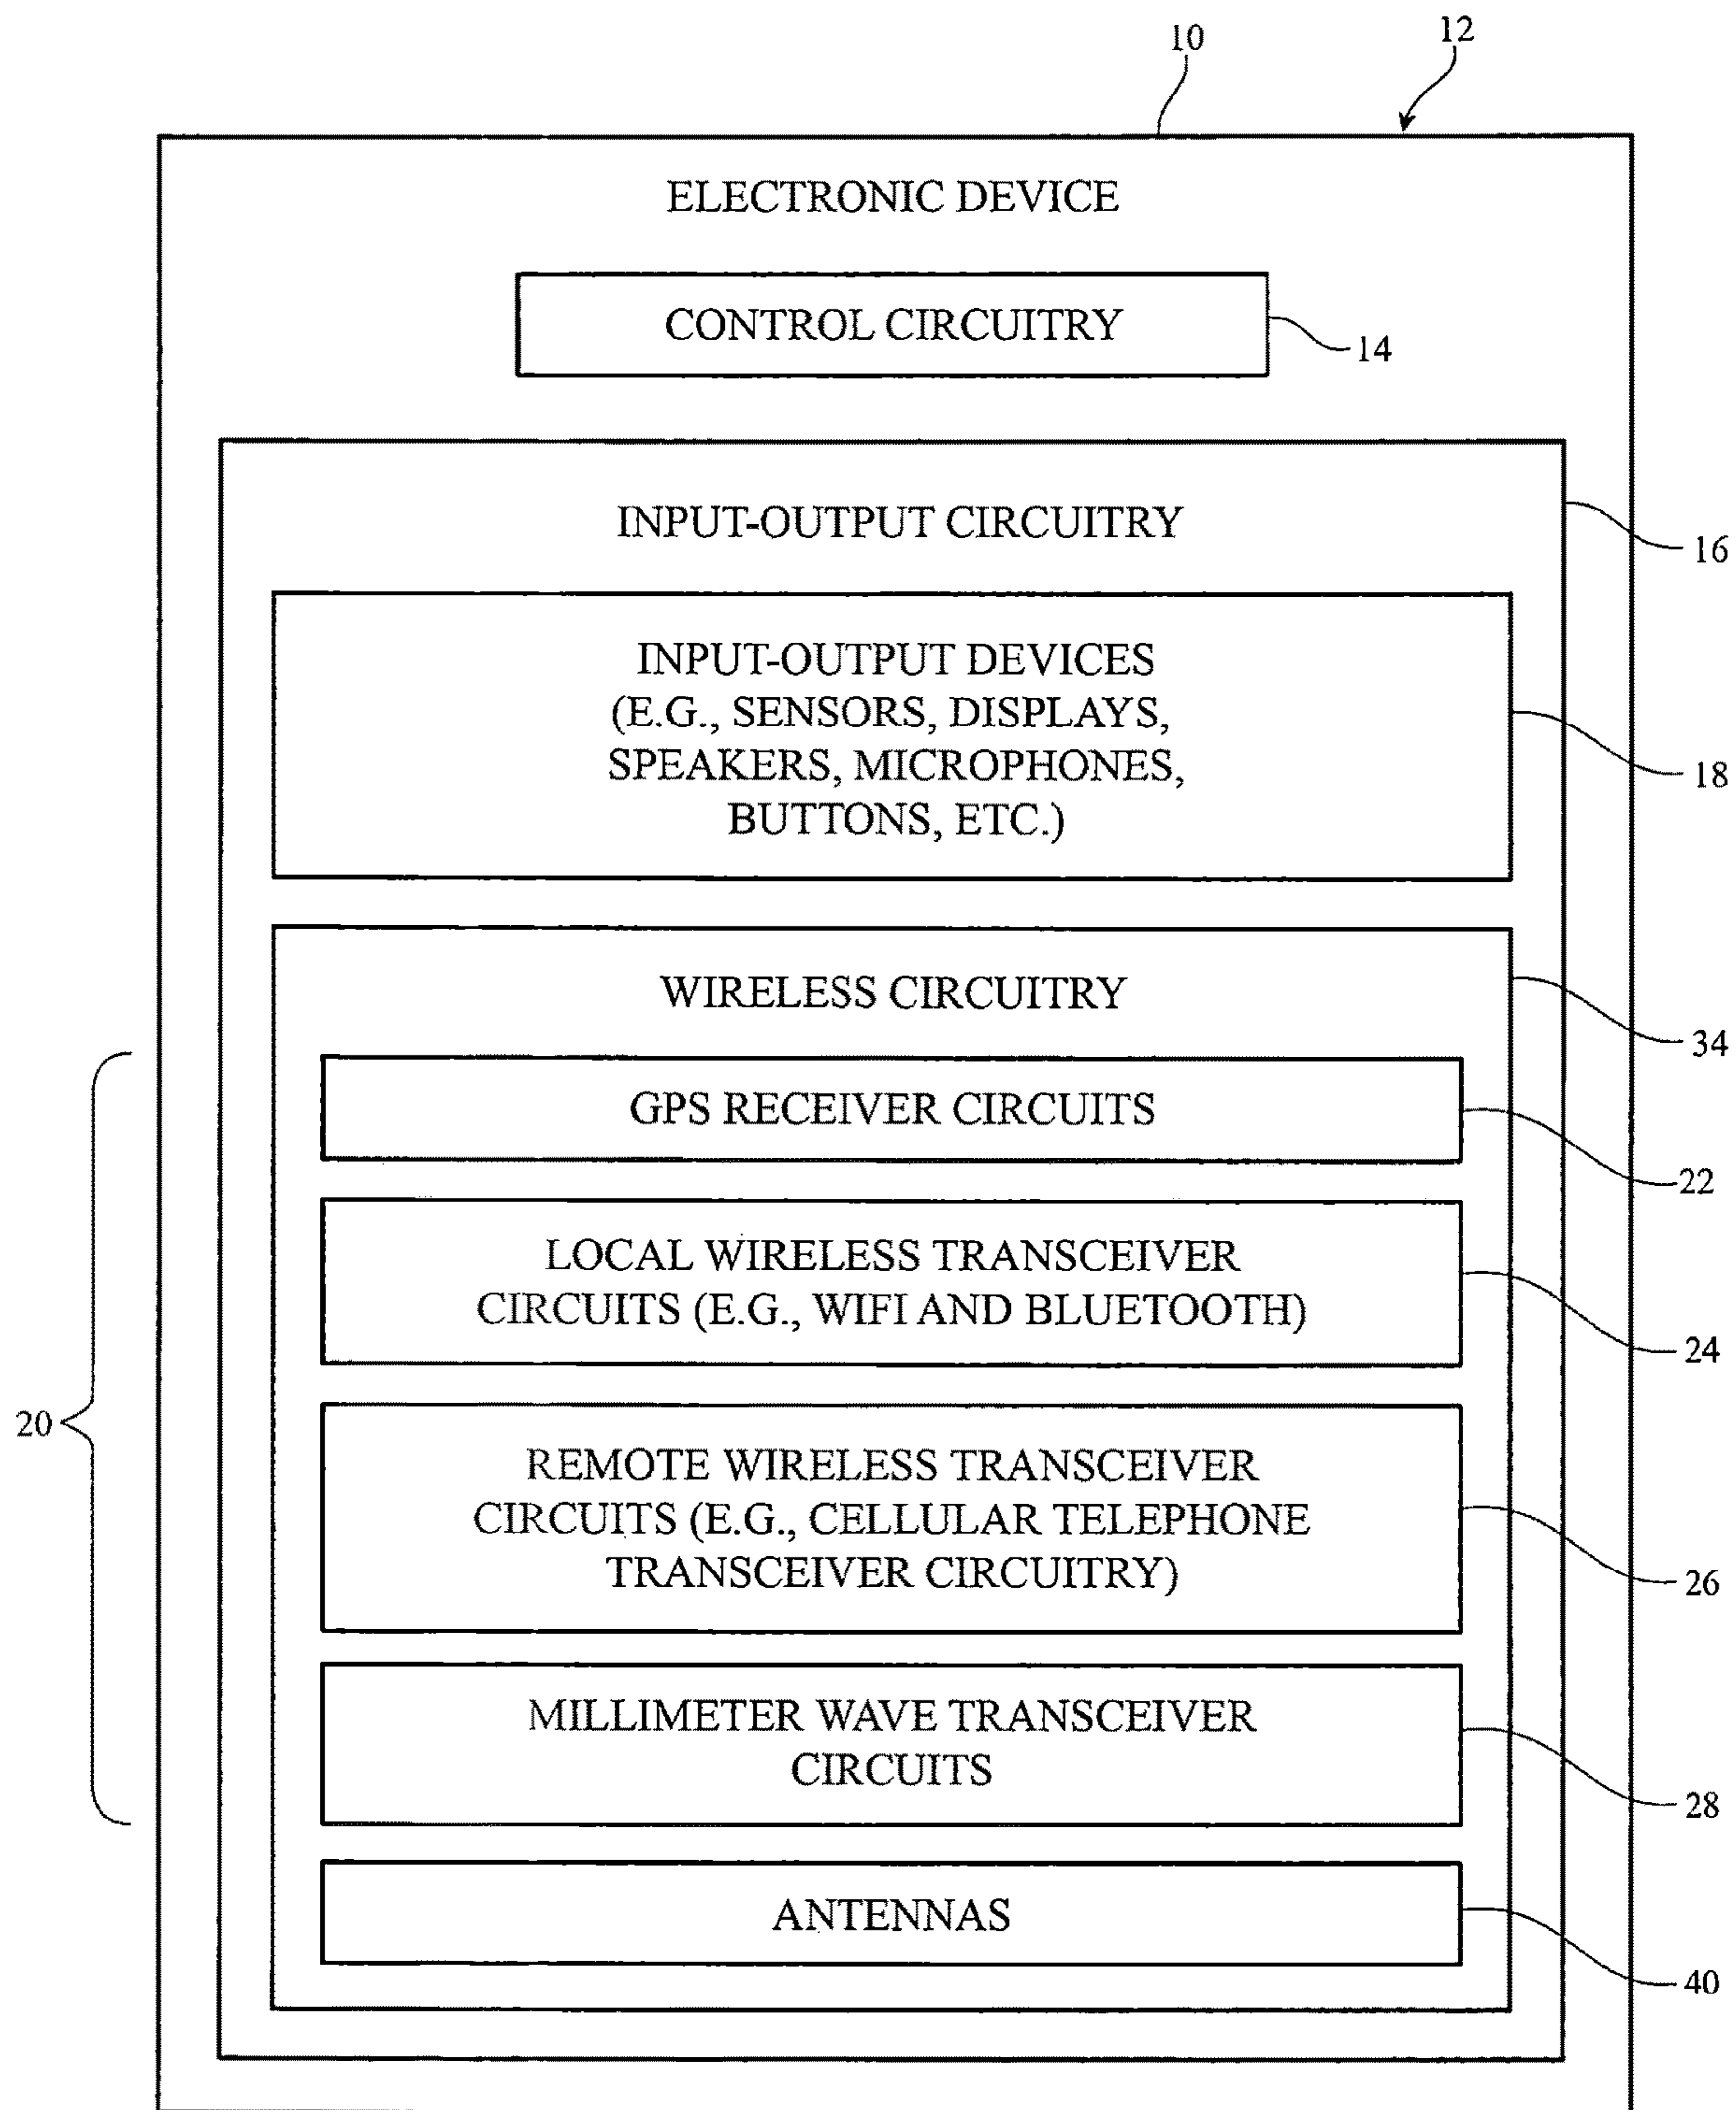 10
12
ELECTRONIC DEVICE
CONTROL CIRCUITRY
14
INPUT-OUTPUT CIRCUITRY
16
INPUT-OUTPUT DEVICES
(E.G., SENSORS, DISPLAYS,
SPEAKERS, MICROPHONES,
BUTTONS, ETC.)
18
WIRELESS CIRCUITRY
34
GPS RECEIVER CIRCUITS
22
LOCAL WIRELESS TRANSCEIVER
CIRCUITS (E.G., WIFI AND BLUETOOTH)
24
20
REMOTE WIRELESS TRANSCEIVER
CIRCUITS (E.G., CELLULAR TELEPHONE
TRANSCEIVER CIRCUITRY)
26
MILLIMETER WAVE TRANSCEIVER
CIRCUITS
28
ANTENNAS
40